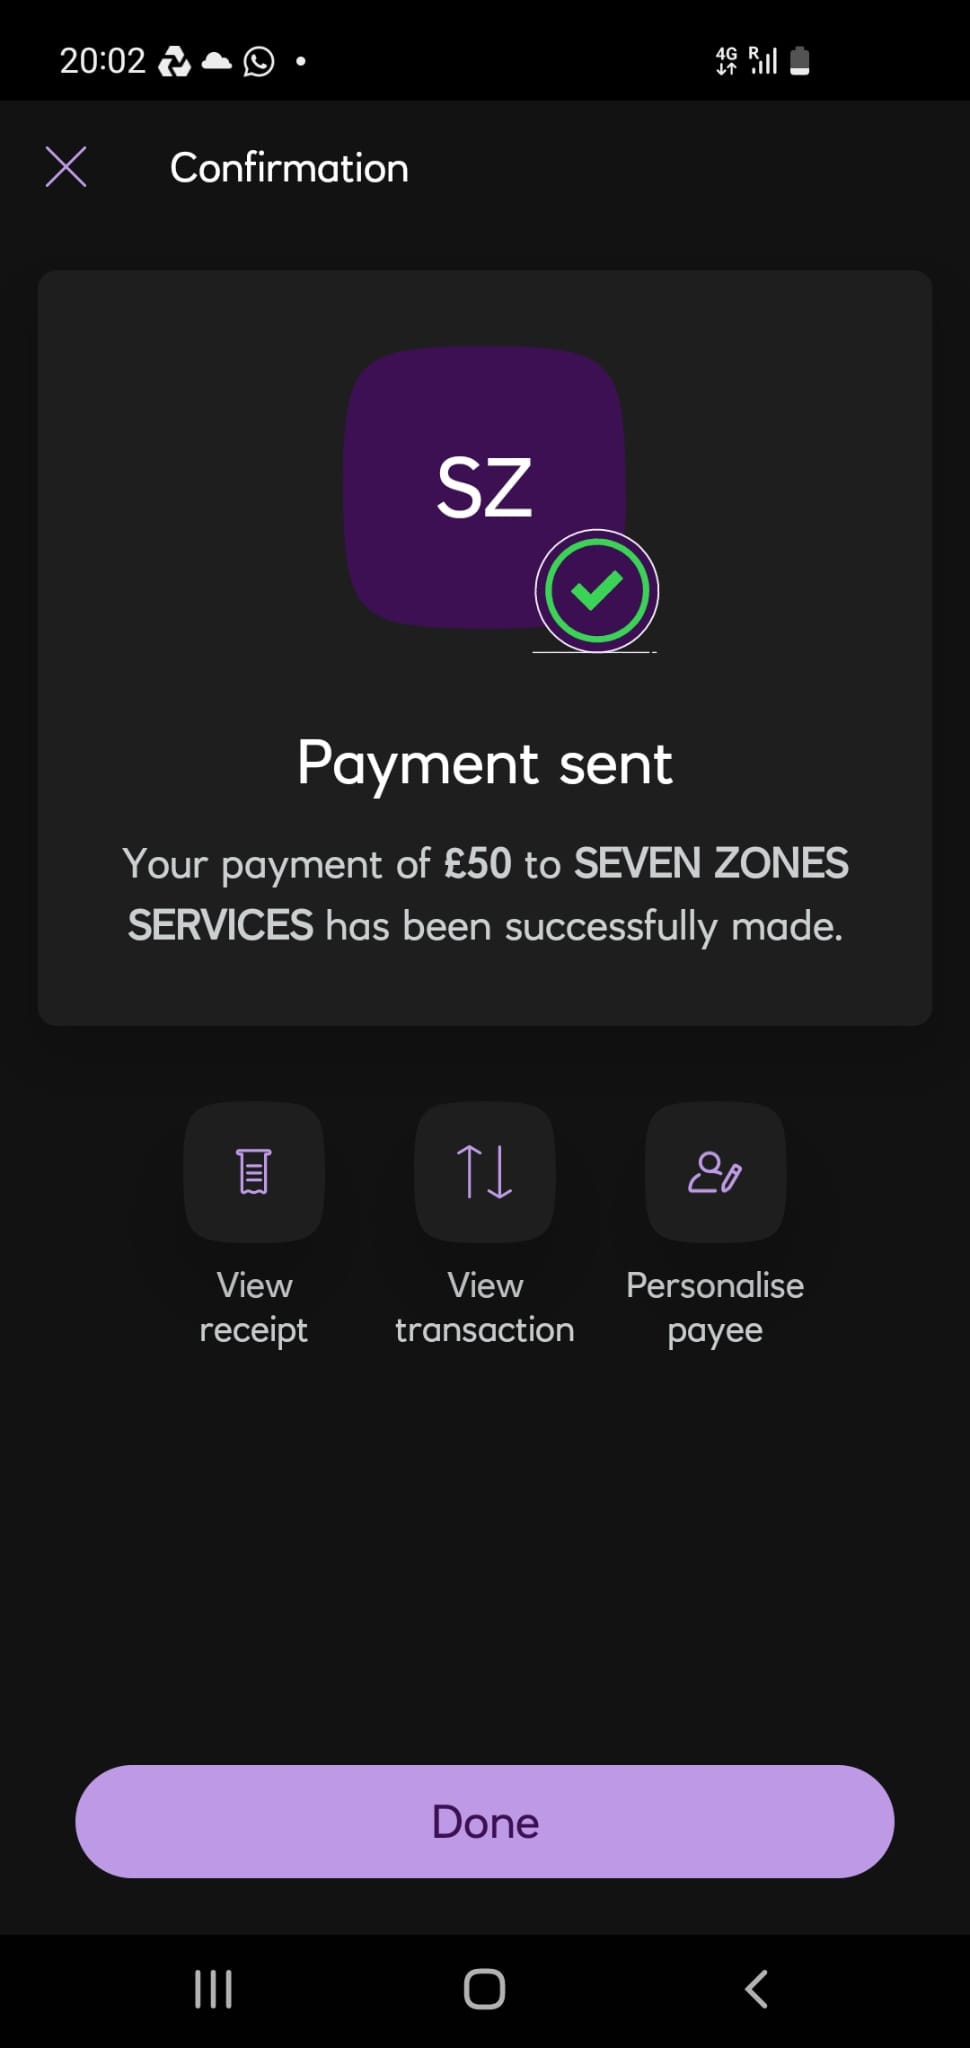 20:02
4G R
Confirmation
SZ
Payment sent
Your payment of £50 to SEVEN ZONES
SERVICES has been successfully made.
View
receipt
View
transaction
Personalise
payee
Done